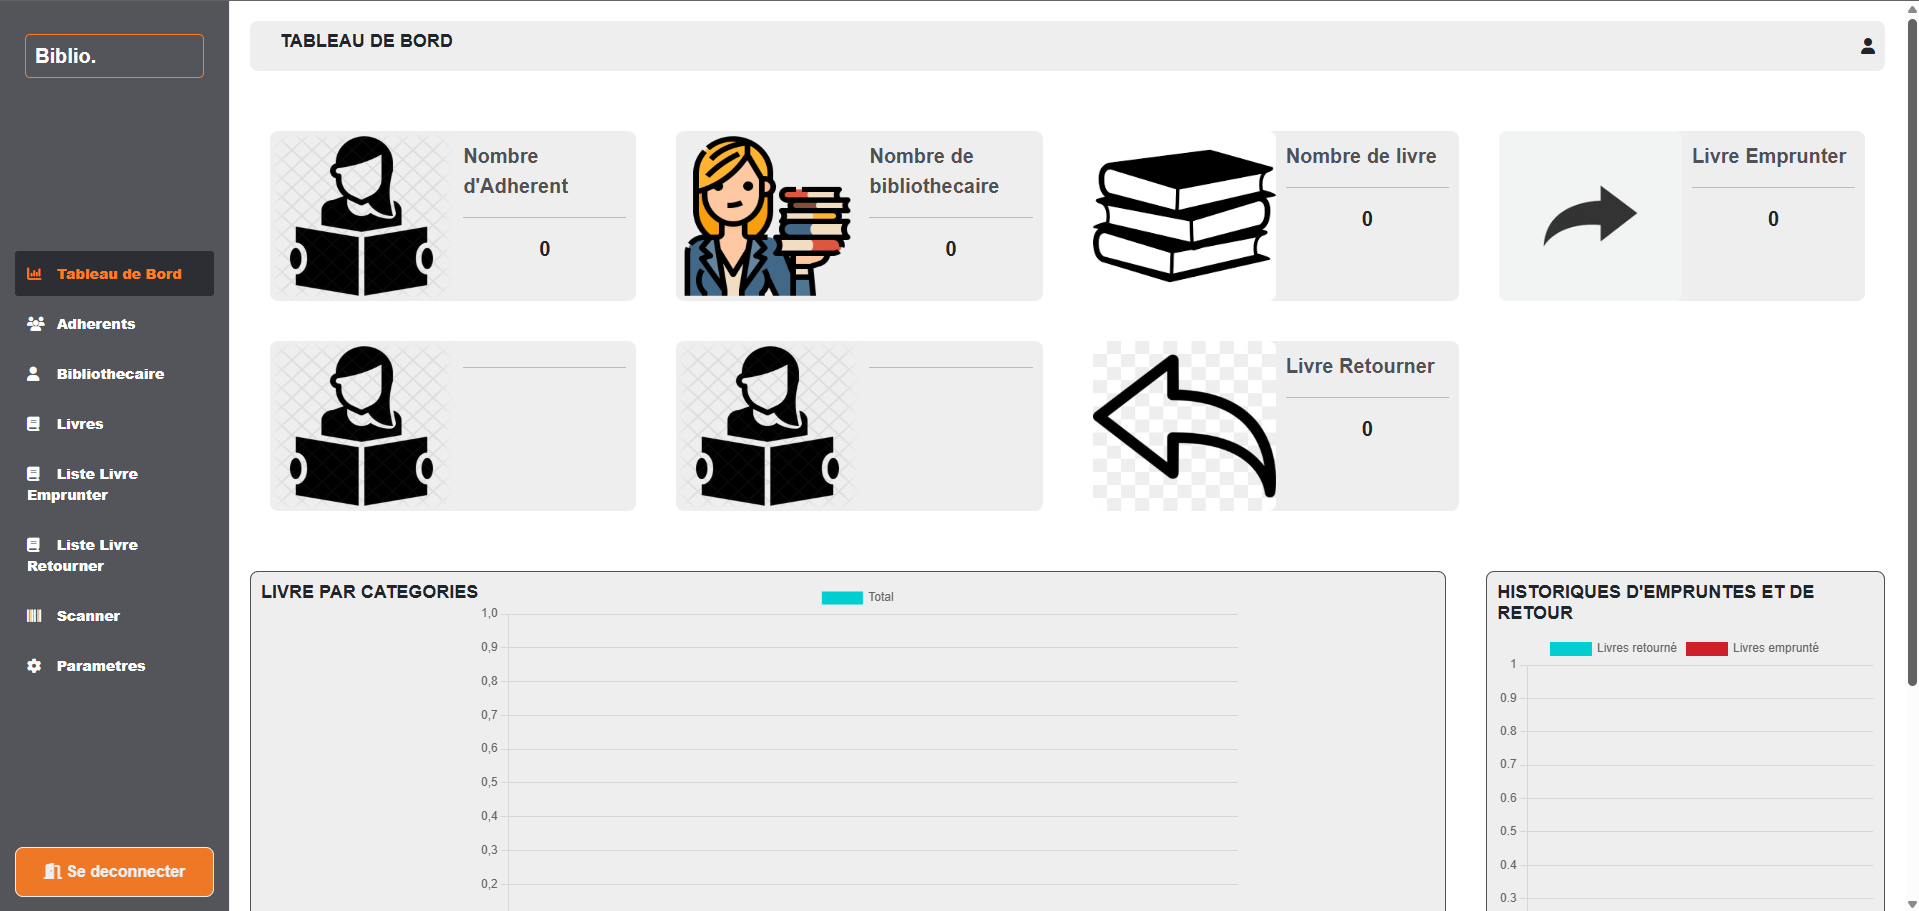 Biblio.
Tableau de Bord
Adherents
Bibliothecaire
Livres
Liste Livre
Emprunter
Liste Livre
Retourner
Scanner
Parametres
Se deconnecter
TABLEAU DE BORD
Nombre
d'Adherent
0
Nombre de
bibliothecaire
0
Nombre de livre
0
Livre Emprunter
0
Livre Retourner
0
LIVRE PAR CATEGORIES
Total
1,0
0,9
0,8
0,7
0,6
0,5
0,4
0,3
0,2
HISTORIQUES D'EMPRUNTES ET DE
RETOUR
Livres retourné
Livres emprunté
1
0.9
0.8
0.7
0.6
0.5
0.4
0.3